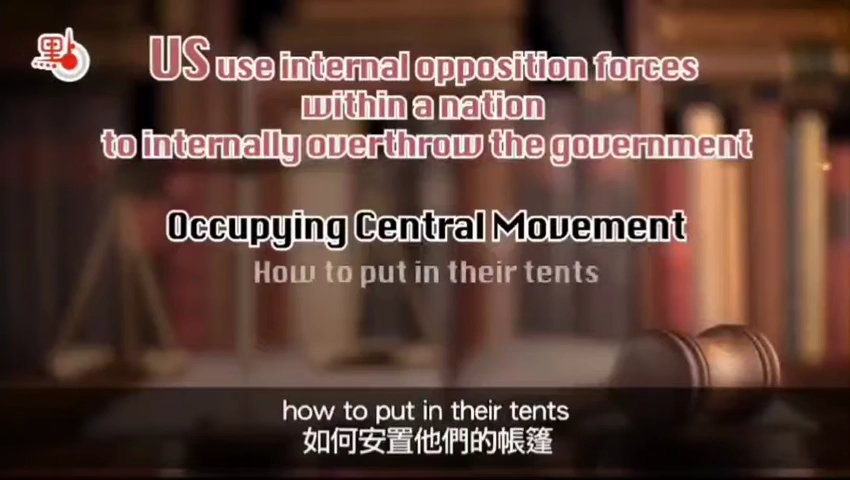 點
US use internal opposition forces
within a nation
to internally overthrow the government
Occupying Central Movement
How to put in their tents
how to put in their tents
如何安置他們的帳篷